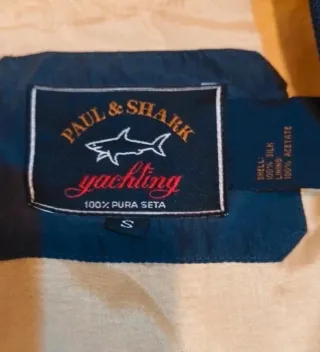 PAUL & SHARK
yachting
100% PURA SETA
S
SHELL:
100% SILK
LINING:
100% ACETATE